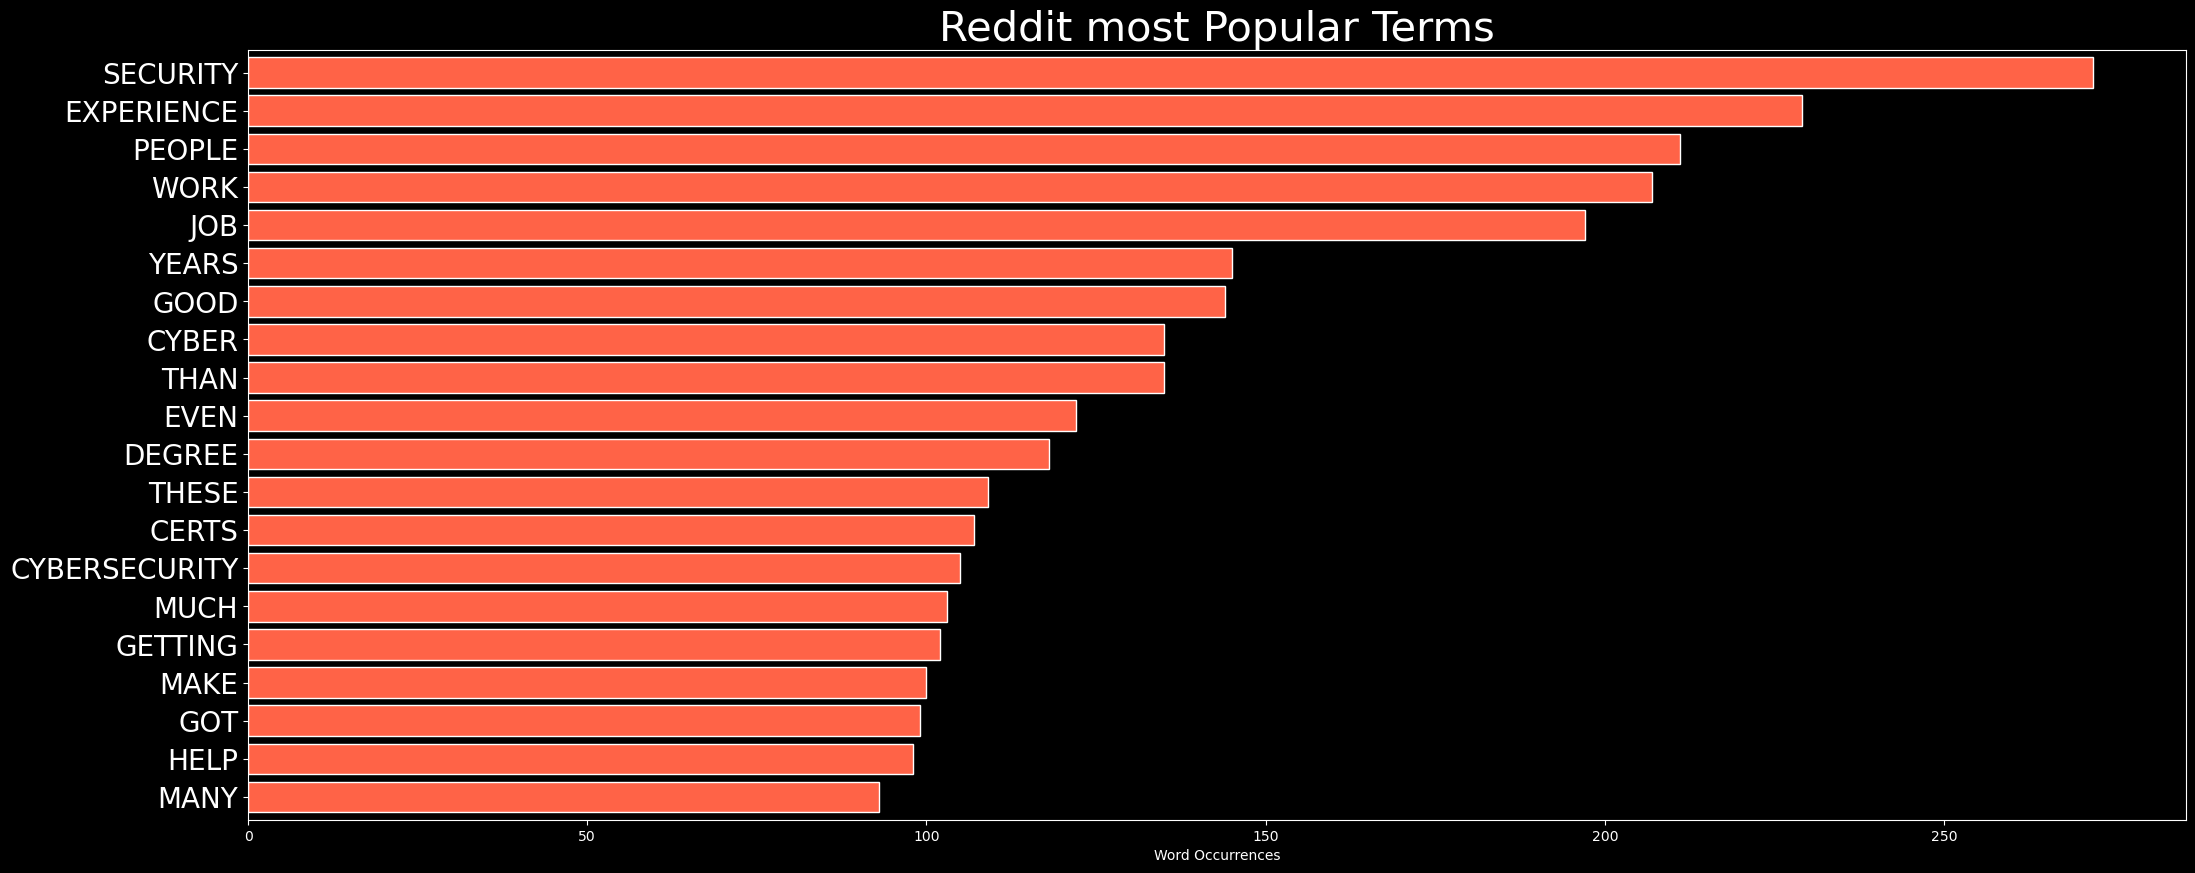 Reddit most Popular Terms
SECURITY
EXPERIENCE
PEOPLE
WORK
JOB
YEARS
GOOD
CYBER
THAN
EVEN
DEGREE
THESE
CERTS
CYBERSECURITY
MUCH
GETTING
MAKE
GOT
HELP
MANY
0 50 100 150 200 250
Word Occurrences